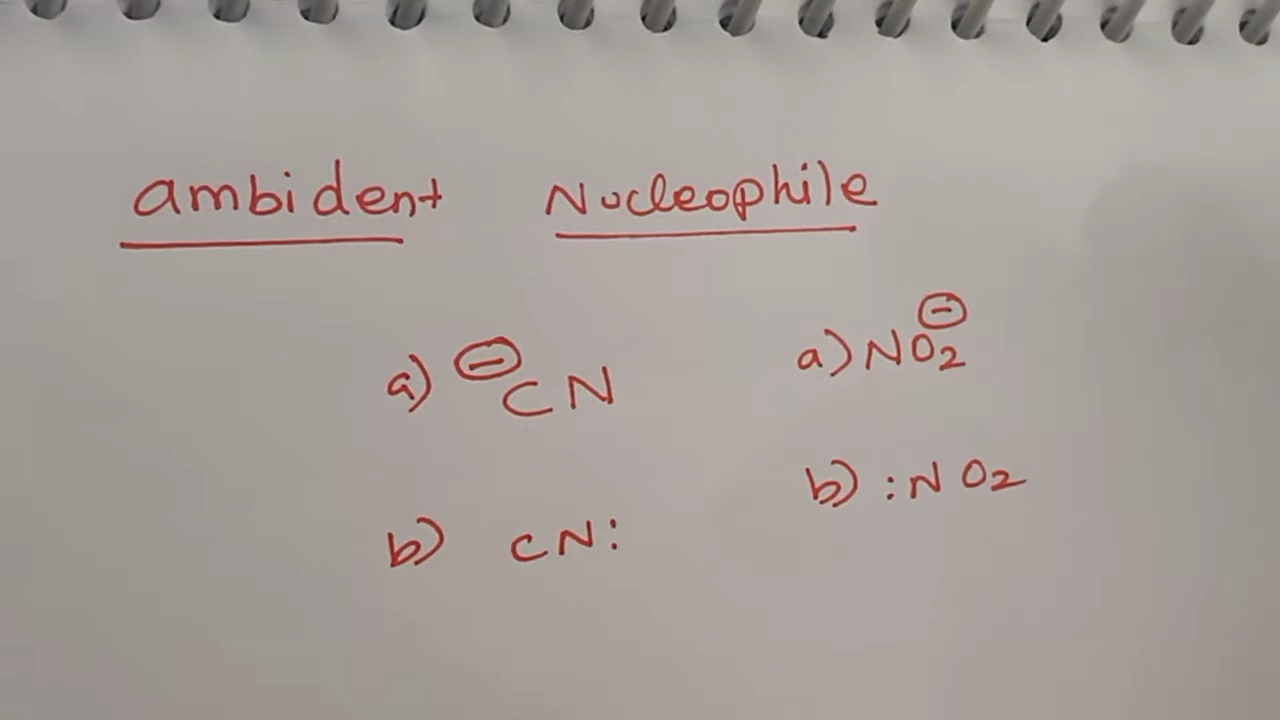 ambident Nucleophile
a) ⊖CN a) NO₂⊖
b) CN: b) :NO₂